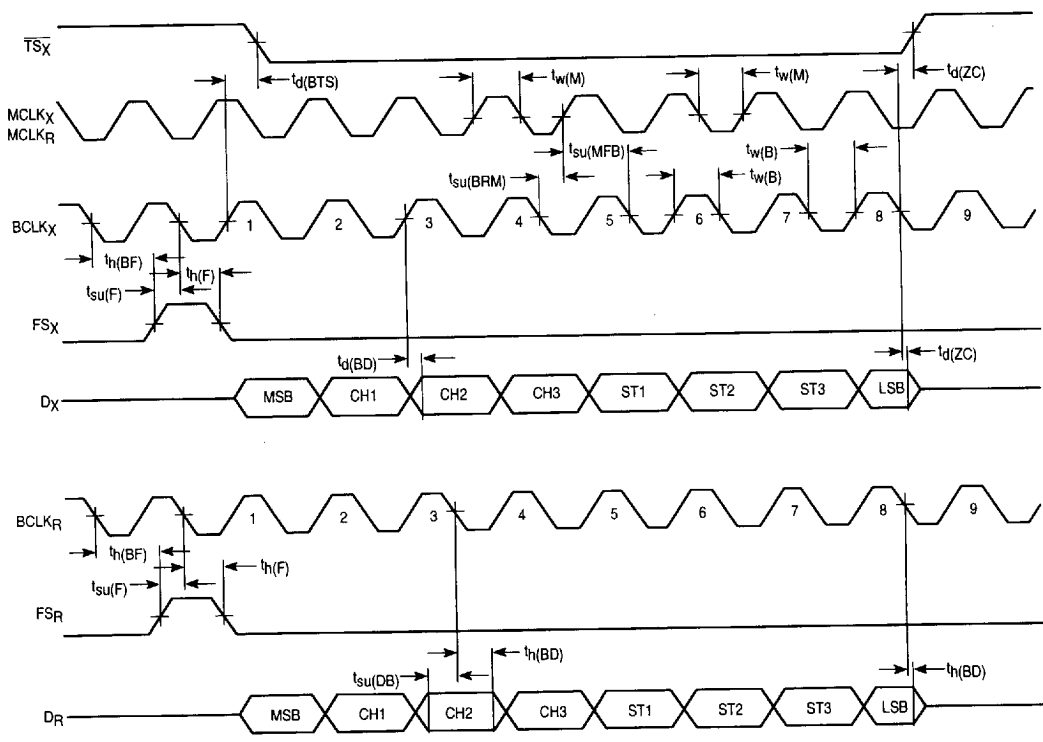 TSX
td(BTS)
tw(M)
tw(M)
td(ZC)
MCLKX
MCLKR
tsu(MFB)
tw(B)
tsu(BRM)
tw(B)
BCLKX
1 2 3 4 5 6 7 8 9
th(BF)
th(F)
tsu(F)
FSX
td(BD)
td(ZC)
DX
MSB CH1 CH2 CH3 ST1 ST2 ST3 LSB
BCLKR
1 2 3 4 5 6 7 8 9
th(BF)
th(F)
tsu(F)
FSR
th(BD)
tsu(DB)
th(BD)
DR
MSB CH1 CH2 CH3 ST1 ST2 ST3 LSB